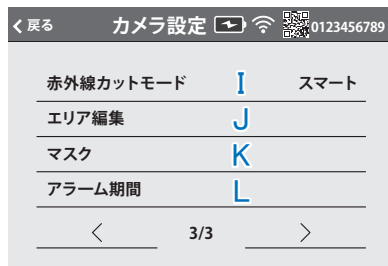 戻る カメラ設定 0123456789
赤外線カットモード I スマート
エリア編集 J
マスク K
アラーム期間 L
3/3